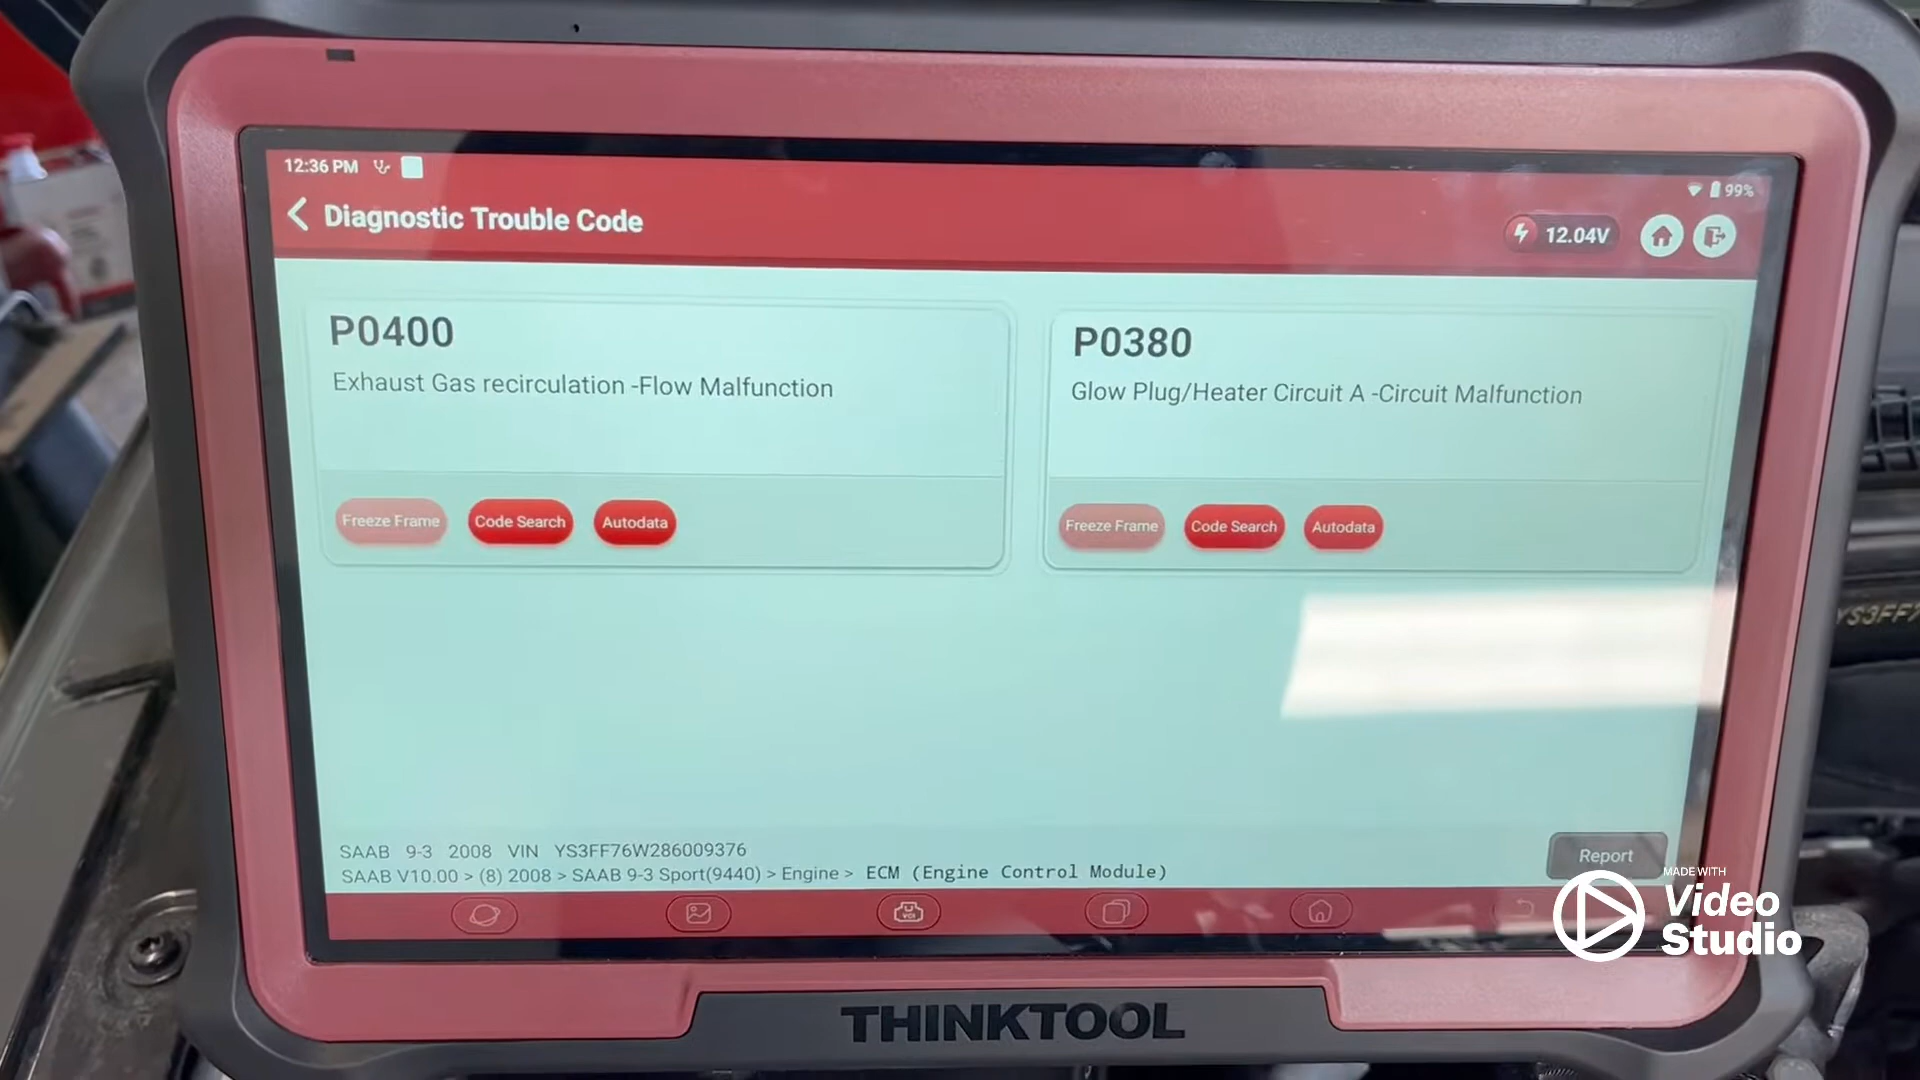 12:36 PM
99%
Diagnostic Trouble Code
12.04V
P0400
Exhaust Gas recirculation -Flow Malfunction
Freeze Frame Code Search Autodata
P0380
Glow Plug/Heater Circuit A -Circuit Malfunction
Freeze Frame Code Search Autodata
YS3FF7
SAAB 9-3 2008 VIN YS3FF76W286009376
SAAB V10.00 > (8) 2008 > SAAB 9-3 Sport(9440) > Engine > ECM (Engine Control Module)
Report
VCI
MADE WITH
Video
Studio
THINKTOOL